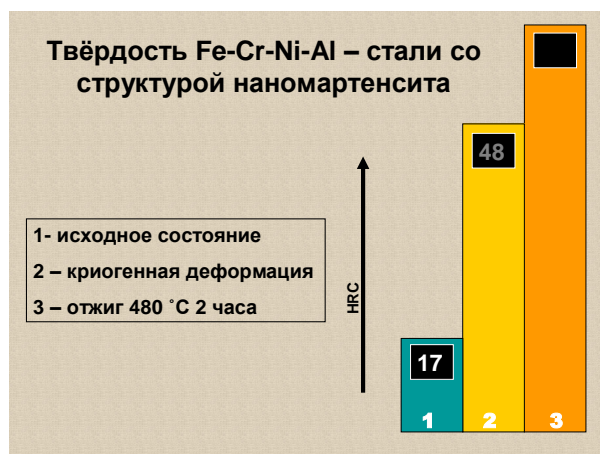 Твёрдость Fe-Cr-Ni-Al – стали со
структурой наномартенсита
48
1- исходное состояние
2 – криогенная деформация
3 – отжиг 480 ˚С 2 часа
HRC
17
1
2
3